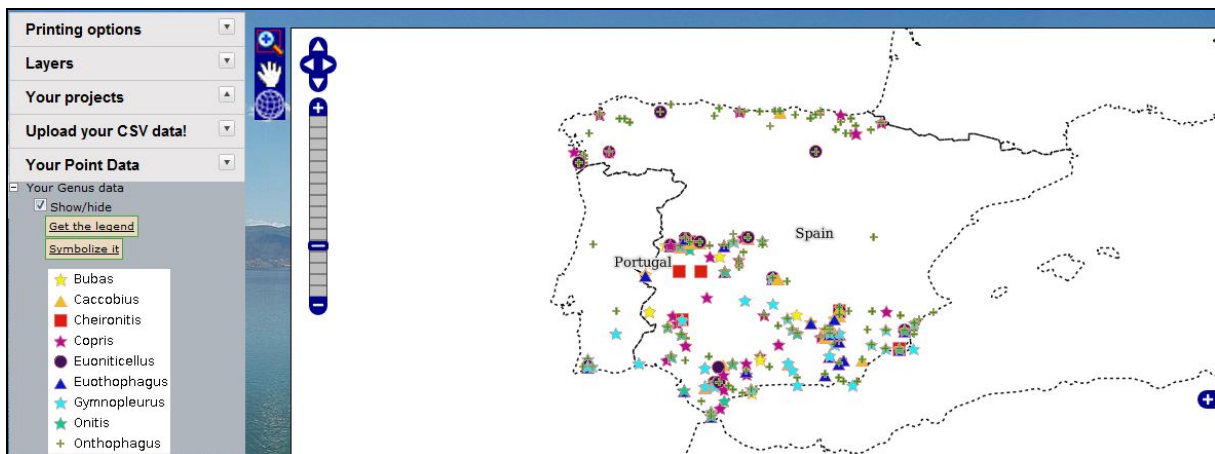 Printing options
Layers
Your projects
Upload your CSV data!
Your Point Data
Your Genus data
Show/hide
Get the legend
Symbolize it
Bubas
Caccobius
Cheironitis
Copris
Euoniticellus
Euothophagus
Gymnopleurus
Onitis
Onthophagus
Spain
Portugal